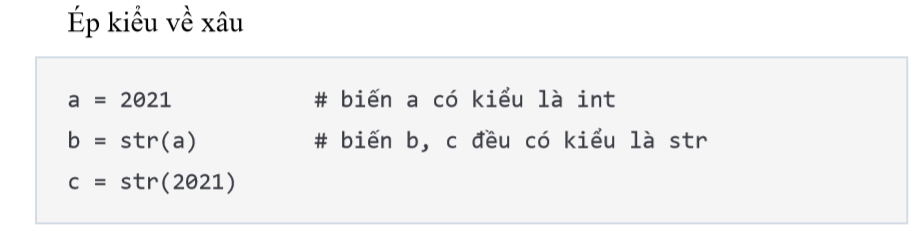 Ép kiểu về xâu
a = 2021 # biến a có kiểu là int
b = str(a) # biến b, c đều có kiểu là str
c = str(2021)